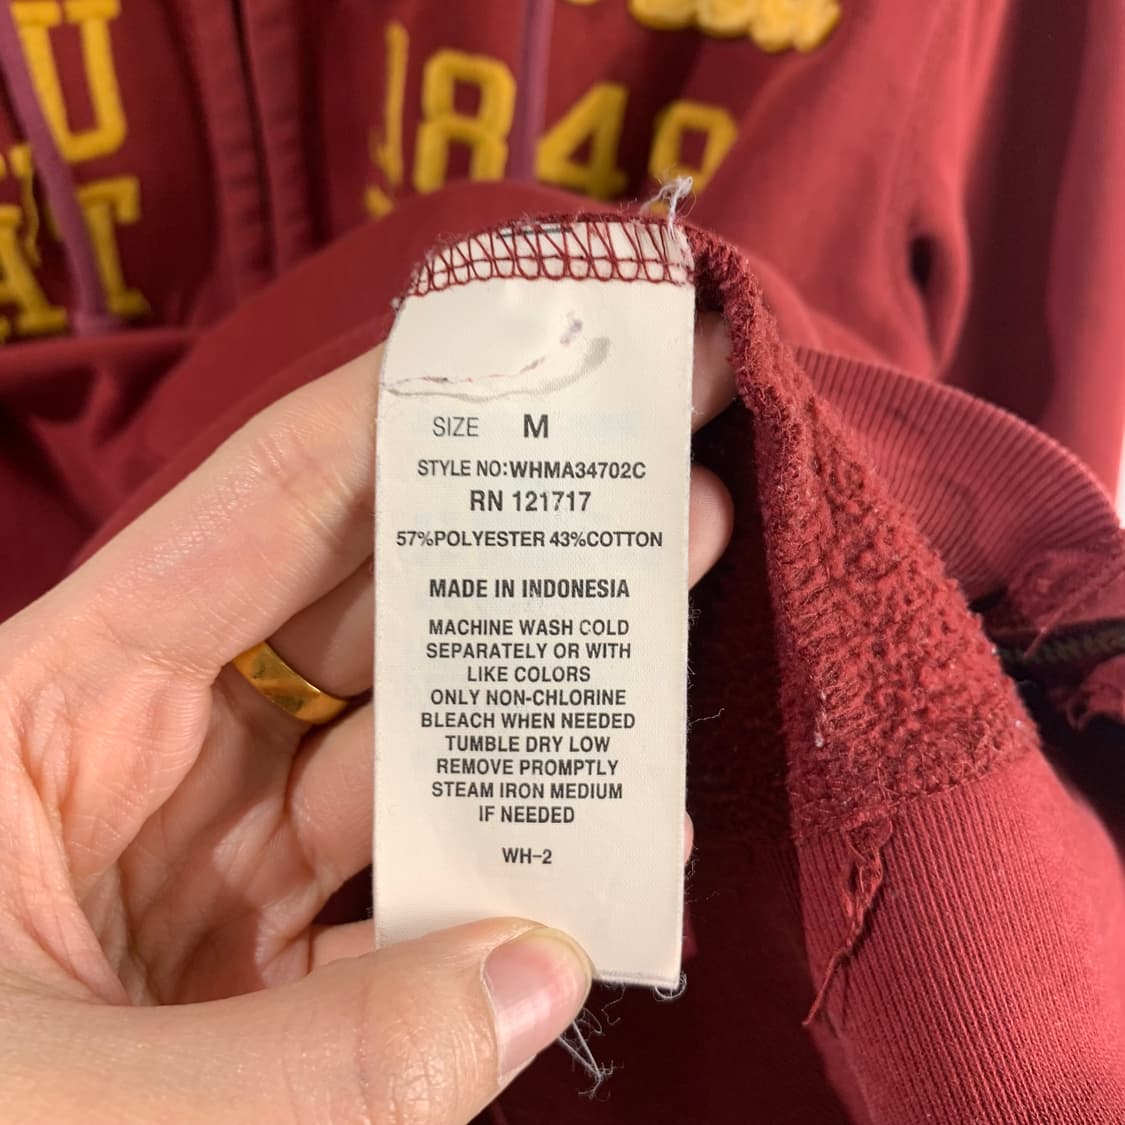 U
1849
AT
SIZE M
STYLE NO:WHMA34702C
RN 121717
57%POLYESTER 43%COTTON
MADE IN INDONESIA
MACHINE WASH COLD
SEPARATELY OR WITH
LIKE COLORS
ONLY NON-CHLORINE
BLEACH WHEN NEEDED
TUMBLE DRY LOW
REMOVE PROMPTLY
STEAM IRON MEDIUM
IF NEEDED
WH-2